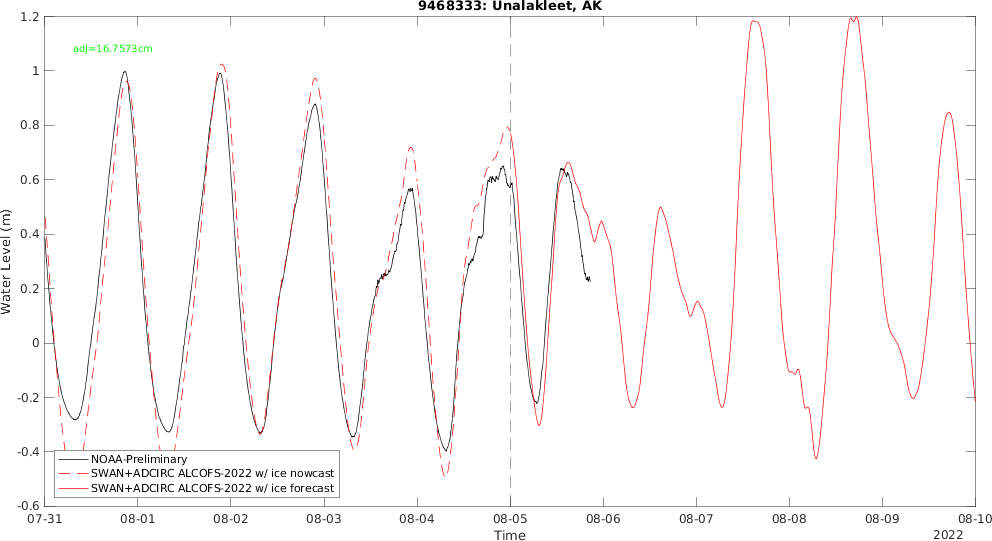 9468333: Unalakleet, AK
adj=16.7573cm
1.2
1
0.8
0.6
0.4
0.2
0
-0.2
-0.4
-0.6
Water Level (m)
NOAA-Preliminary
SWAN+ADCIRC ALCOFS-2022 w/ ice nowcast
SWAN+ADCIRC ALCOFS-2022 w/ ice forecast
07-31 08-01 08-02 08-03 08-04 08-05 08-06 08-07 08-08 08-09 08-10
Time
2022